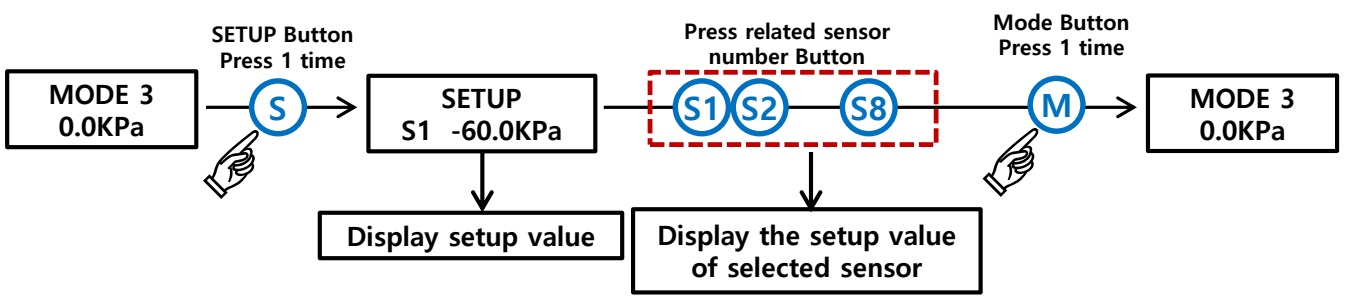 SETUP Button
Press 1 time
Press related sensor
number Button
Mode Button
Press 1 time
MODE 3
0.0KPa
S
SETUP
S1 -60.0KPa
S1
S2
S8
M
MODE 3
0.0KPa
Display setup value
Display the setup value
of selected sensor